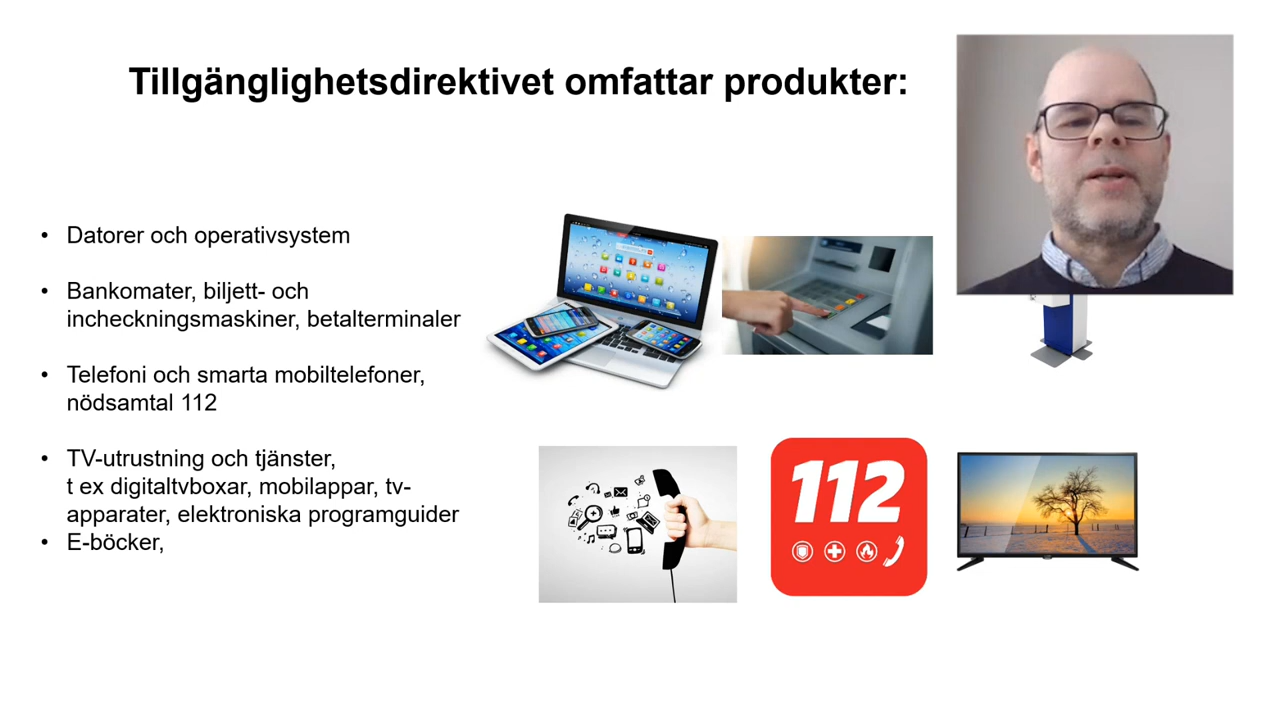 Tillgänglighetsdirektivet omfattar produkter:
• Datorer och operativsystem
• Bankomater, biljett- och
incheckningsmaskiner, betalterminaler
• Telefoni och smarta mobiltelefoner,
nödsamtal 112
• TV-utrustning och tjänster,
t ex digitaltvboxar, mobilappar, tv-
apparater, elektroniska programguider
• E-böcker,
112